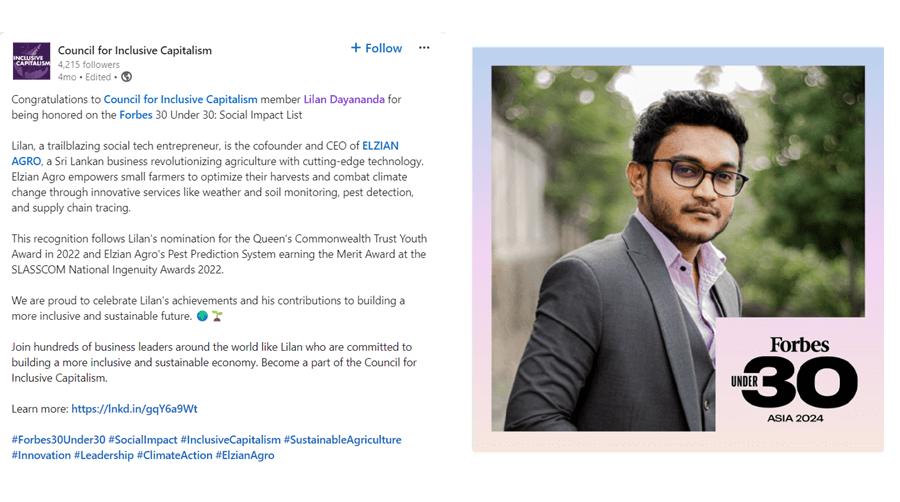 INCLUSIVE
CAPITALISM
Council for Inclusive Capitalism
+ Follow
4,215 followers
4mo • Edited •
Congratulations to Council for Inclusive Capitalism member Lilan Dayananda for
being honored on the Forbes 30 Under 30: Social Impact List
Lilan, a trailblazing social tech entrepreneur, is the cofounder and CEO of ELZIAN
AGRO, a Sri Lankan business revolutionizing agriculture with cutting-edge technology.
Elzian Agro empowers small farmers to optimize their harvests and combat climate
change through innovative services like weather and soil monitoring, pest detection,
and supply chain tracing.
This recognition follows Lilan's nomination for the Queen's Commonwealth Trust Youth
Award in 2022 and Elzian Agro's Pest Prediction System earning the Merit Award at the
SLASSCOM National Ingenuity Awards 2022.
We are proud to celebrate Lilan's achievements and his contributions to building a
more inclusive and sustainable future. 🌍 🌱
Join hundreds of business leaders around the world like Lilan who are committed to
building a more inclusive and sustainable economy. Become a part of the Council for
Inclusive Capitalism.
Learn more: https://lnkd.in/gqY6a9Wt
#Forbes30Under30 #SocialImpact #InclusiveCapitalism #SustainableAgriculture
#Innovation #Leadership #ClimateAction #ElzianAgro
Forbes
UNDER 30
ASIA 2024